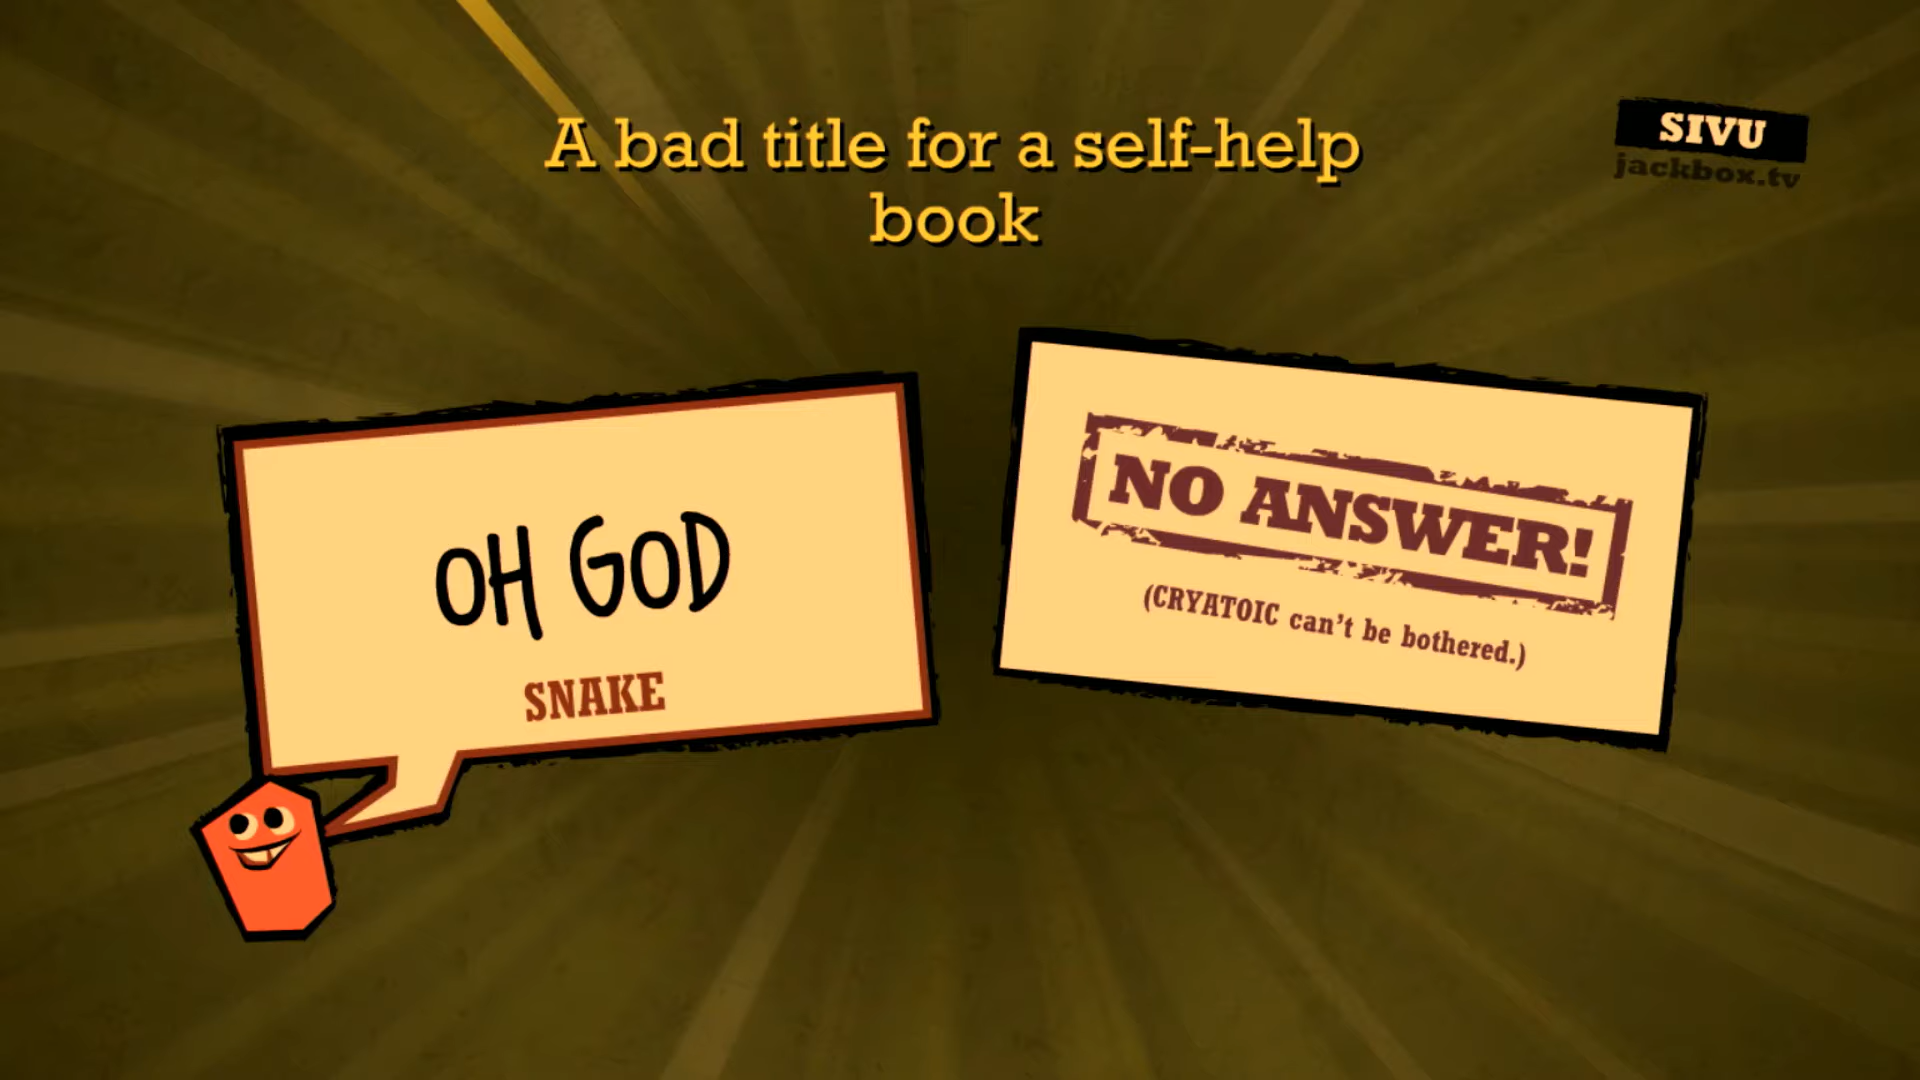 A bad title for a self-help
book
SIVU
jackbox.tv
OH GOD
SNAKE
NO ANSWER!
(CRYATOIC can't be bothered.)